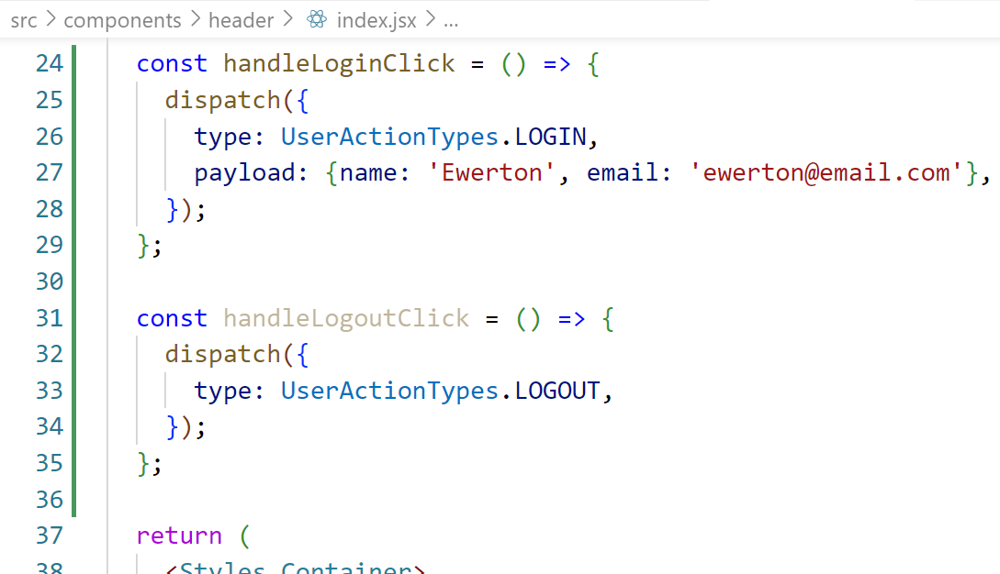 src > components > header > index.jsx > ...
24 const handleLoginClick = () => {
25 dispatch({
26 type: UserActionTypes.LOGIN,
27 payload: {name: 'Ewerton', email: 'ewerton@email.com'},
28 });
29 };
30
31 const handleLogoutClick = () => {
32 dispatch({
33 type: UserActionTypes.LOGOUT,
34 });
35 };
36
37 return (
38 <Styles.Container>